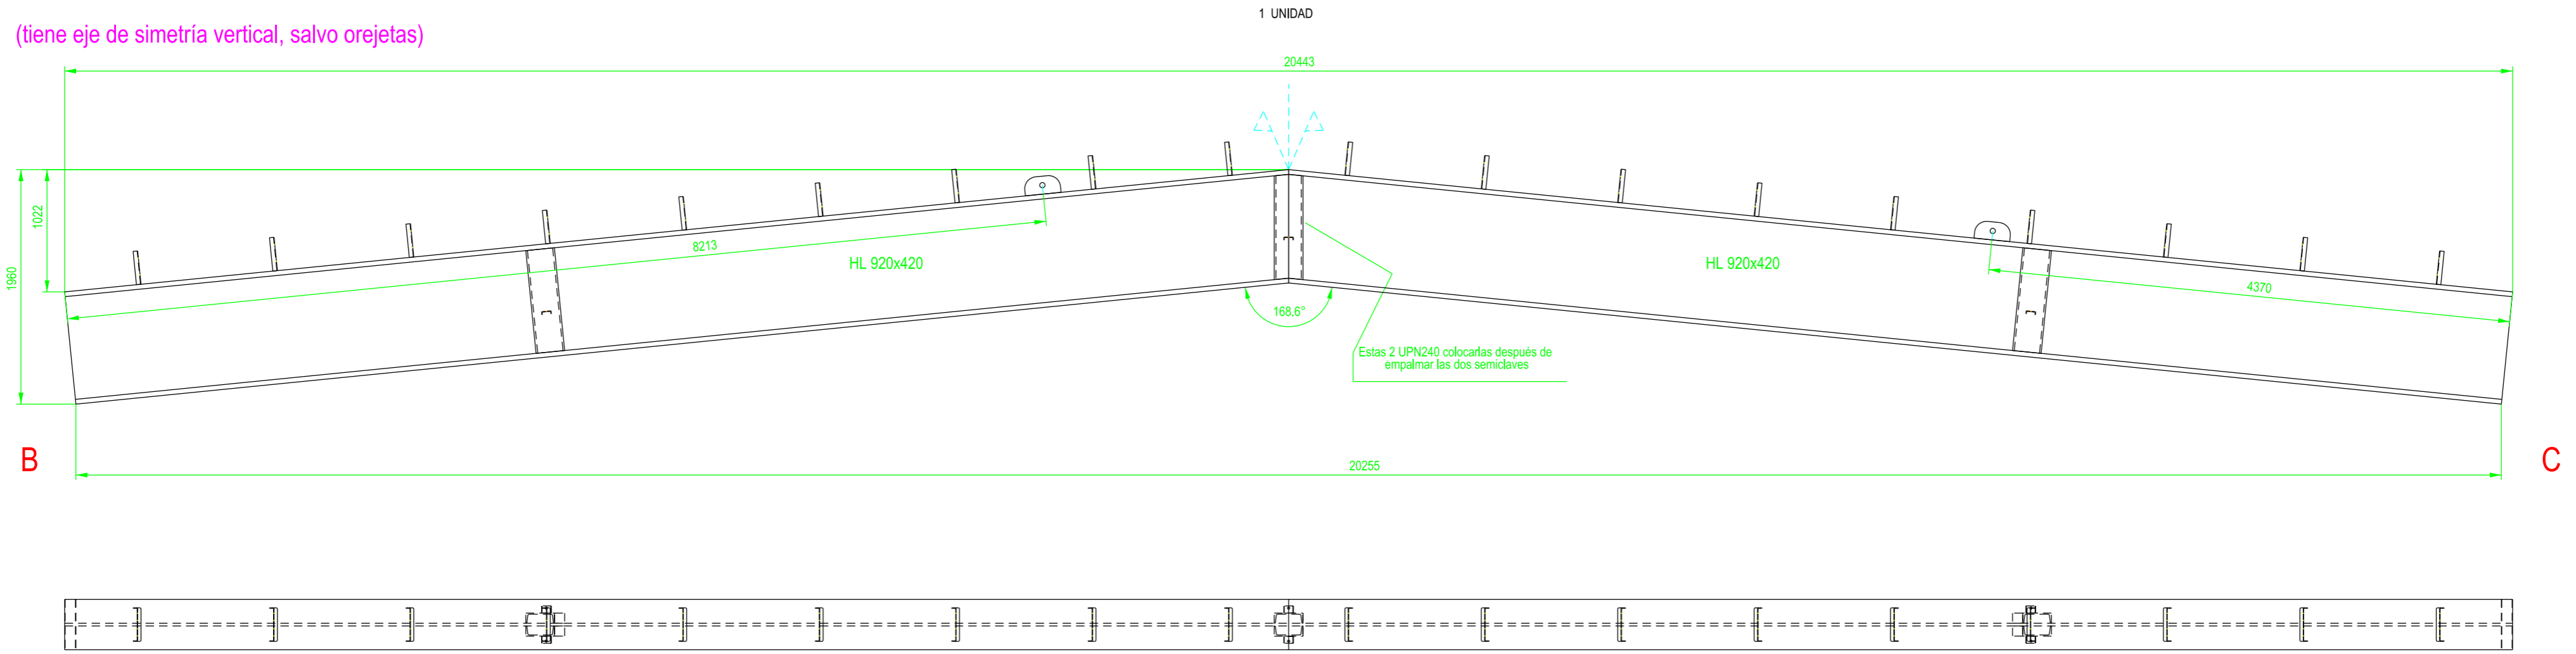 1 UNIDAD
(tiene eje de simetría vertical, salvo orejetas)
20443
1022
1960
8213
HL 920x420
HL 920x420
4370
168,6°
Estas 2 UPN240 colocarlas después de
empalmar las dos semiclaves
B
C
20255